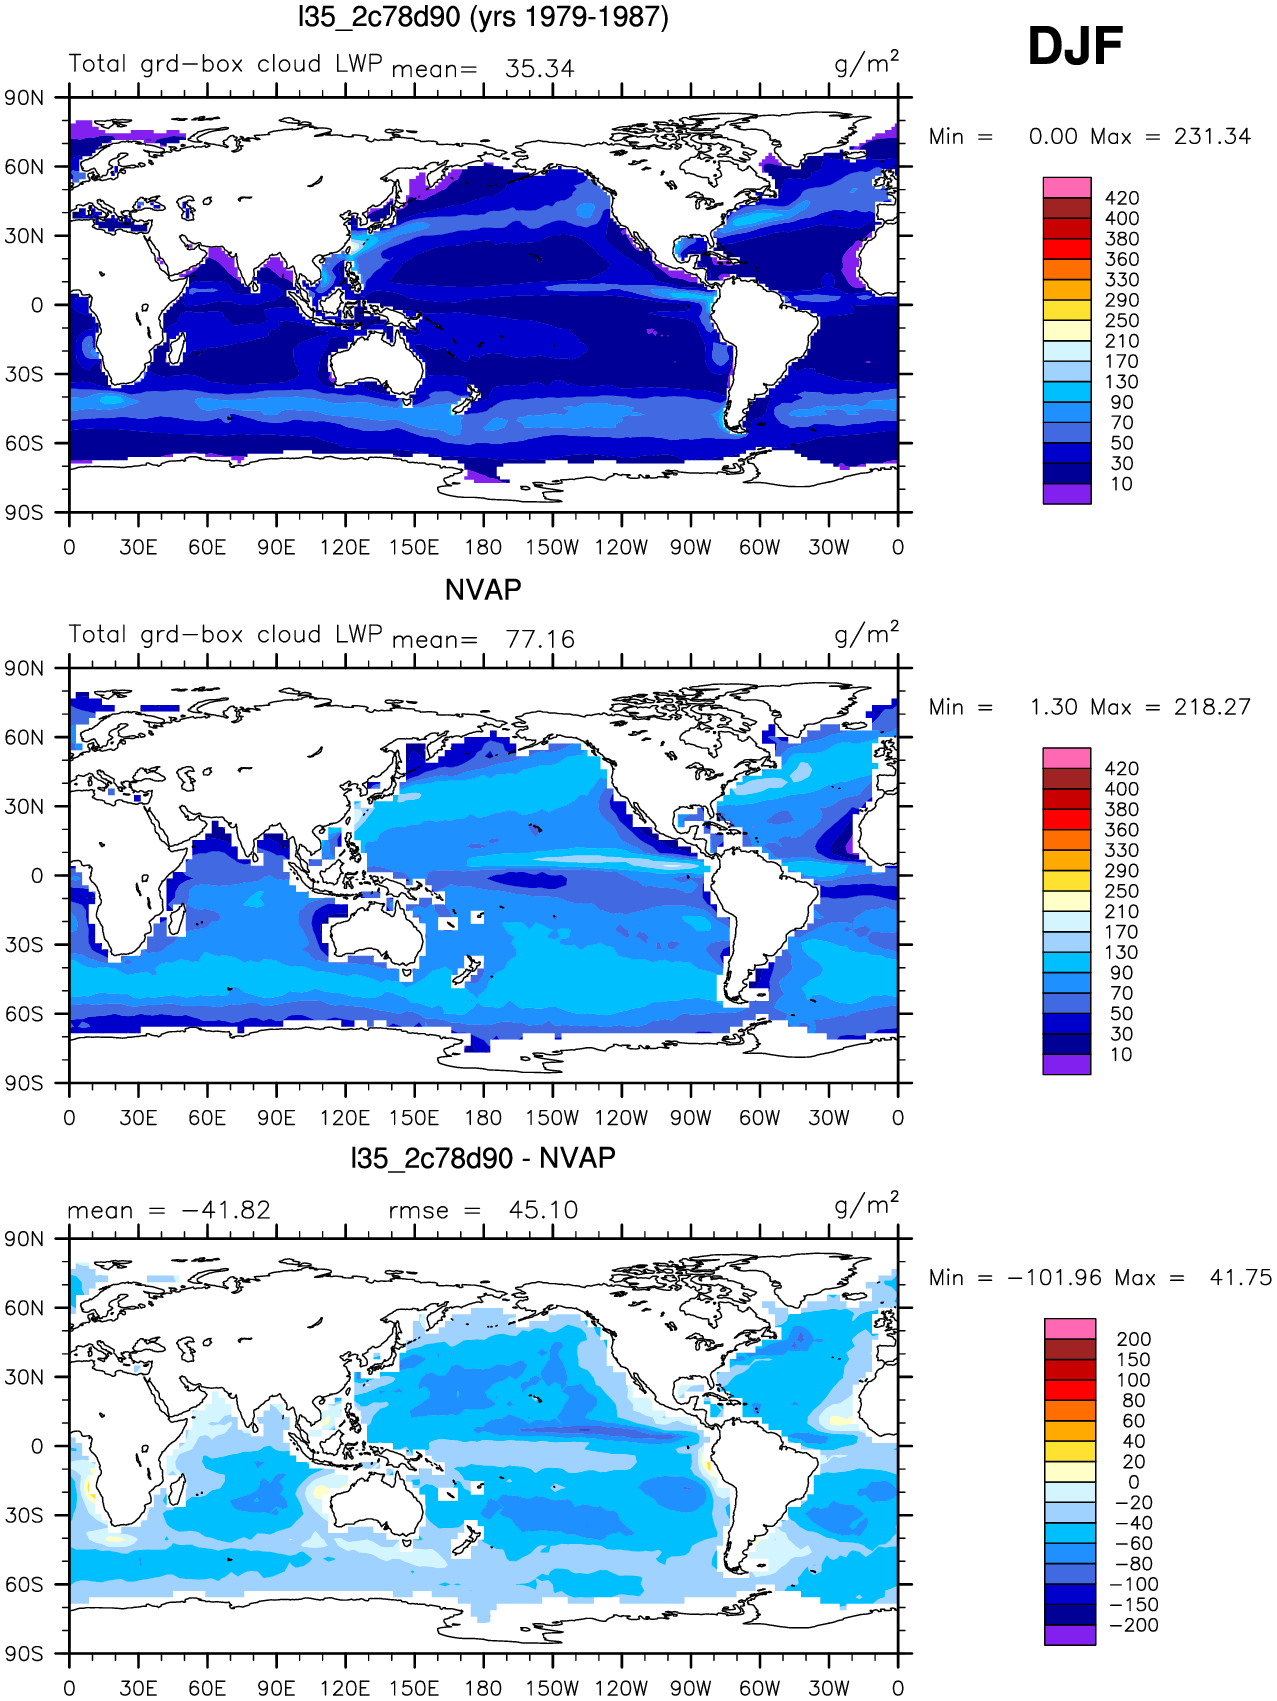 l35_2c78d90 (yrs 1979-1987)
DJF
Total grd-box cloud LWP mean= 35.34 g/m²
Min = 0.00 Max = 231.34
90N
60N
30N
0
30S
60S
90S
0 30E 60E 90E 120E 150E 180 150W 120W 90W 60W 30W 0
420
400
380
360
330
290
250
210
170
130
90
70
50
30
10
NVAP
Total grd-box cloud LWP mean= 77.16 g/m²
Min = 1.30 Max = 218.27
90N
60N
30N
0
30S
60S
90S
0 30E 60E 90E 120E 150E 180 150W 120W 90W 60W 30W 0
420
400
380
360
330
290
250
210
170
130
90
70
50
30
10
l35_2c78d90 - NVAP
mean = -41.82 rmse = 45.10 g/m²
Min = -101.96 Max = 41.75
90N
60N
30N
0
30S
60S
90S
0 30E 60E 90E 120E 150E 180 150W 120W 90W 60W 30W 0
200
150
100
80
60
40
20
0
-20
-40
-60
-80
-100
-150
-200